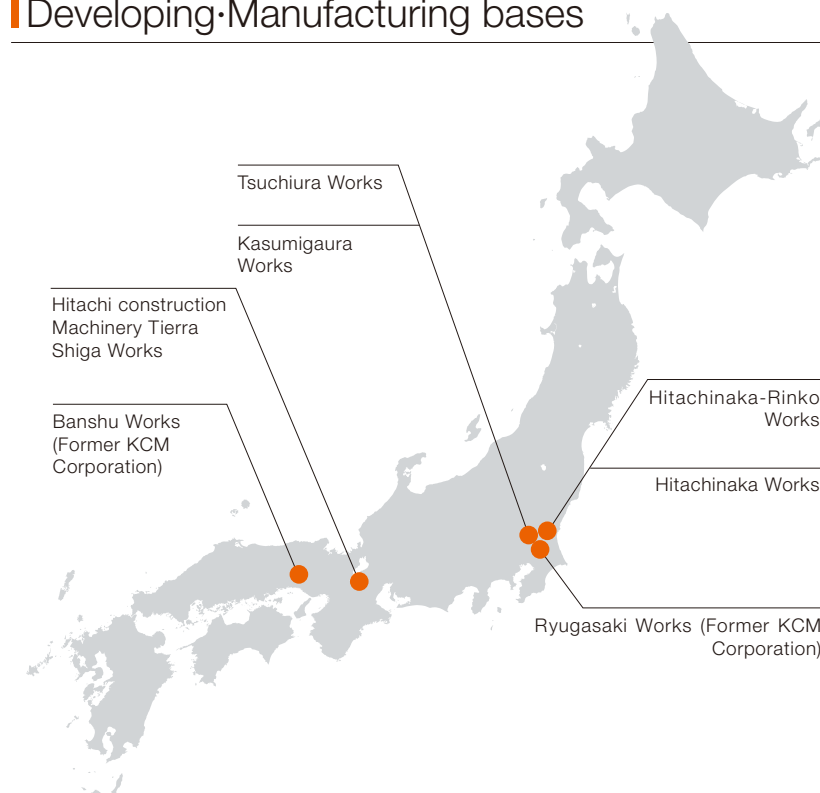 Developing·Manufacturing bases
Tsuchiura Works
Kasumigaura
Works
Hitachi construction
Machinery Tierra
Shiga Works
Banshu Works
(Former KCM
Corporation)
Hitachinaka-Rinko
Works
Hitachinaka Works
Ryugasaki Works (Former KCM
Corporation)